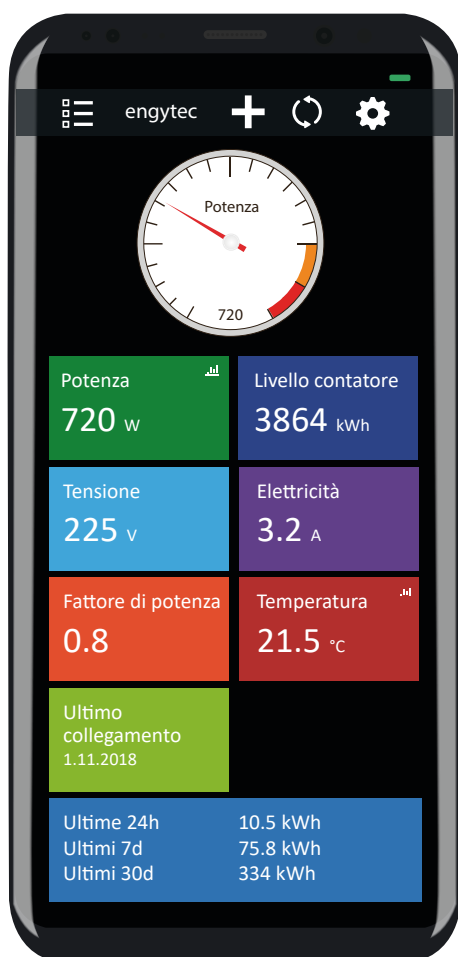 engytec
Potenza
720
Potenza
720 W
Livello contatore
3864 kWh
Tensione
225 V
Elettricità
3.2 A
Fattore di potenza
0.8
Temperatura
21.5 °C
Ultimo
collegamento
1.11.2018
Ultime 24h 10.5 kWh
Ultimi 7d 75.8 kWh
Ultimi 30d 334 kWh